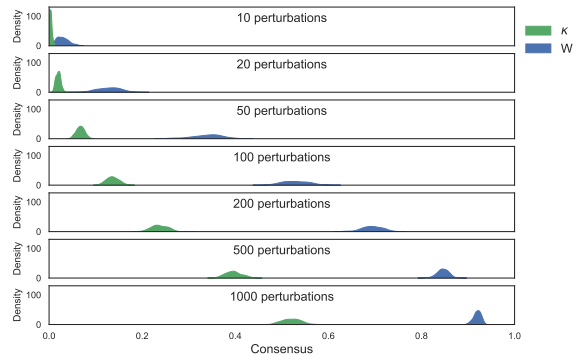 10 perturbations
Density
100
0
κ
W
20 perturbations
Density
100
0
50 perturbations
Density
100
0
100 perturbations
Density
100
0
200 perturbations
Density
100
0
500 perturbations
Density
100
0
1000 perturbations
Density
100
0
0.0 0.2 0.4 0.6 0.8 1.0
Consensus